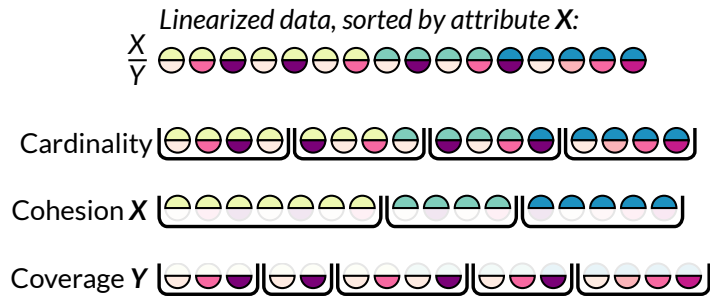 Linearized data, sorted by attribute X:
X
Y
Cardinality
Cohesion X
Coverage Y